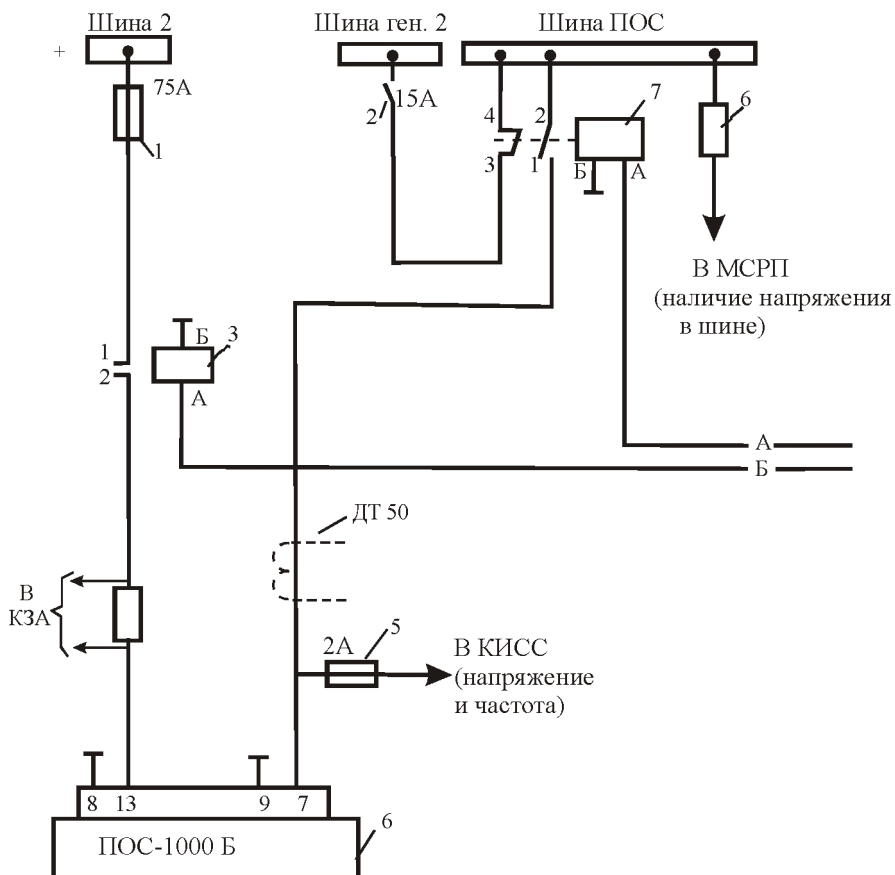 Шина 2
Шина ген. 2
Шина ПОС
+
75А
1
2
15А
4
3
2
1
7
Б
А
6
В МСРП
(наличие напряжения
в шине)
1
2
Б
3
А
А
Б
ДТ 50
В
КЗА
2А
5
В КИСС
(напряжение
и частота)
8
13
9
7
6
ПОС-1000 Б